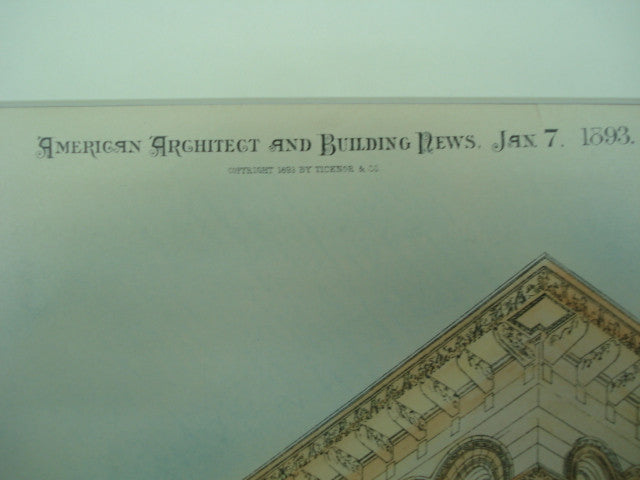 AMERICAN ARCHITECT AND BUILDING NEWS, JAN. 7. 1893.
COPYRIGHT 1893 BY TICKNOR & CO.